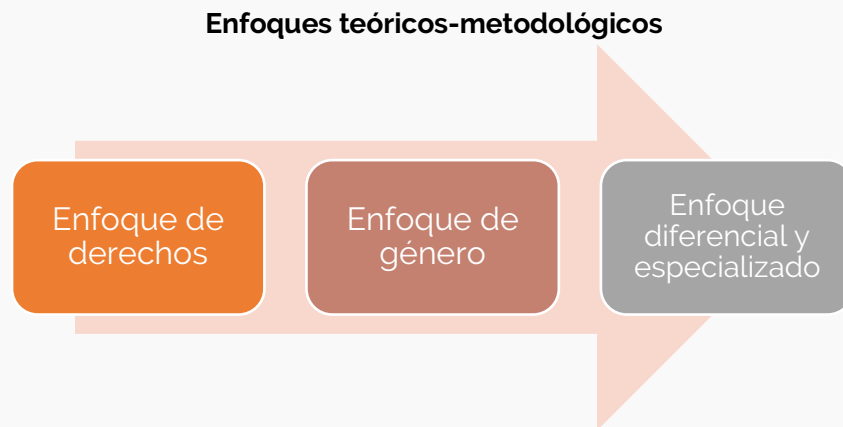 Enfoques teóricos-metodológicos
Enfoque de
derechos
Enfoque de
género
Enfoque
diferencial y
especializado